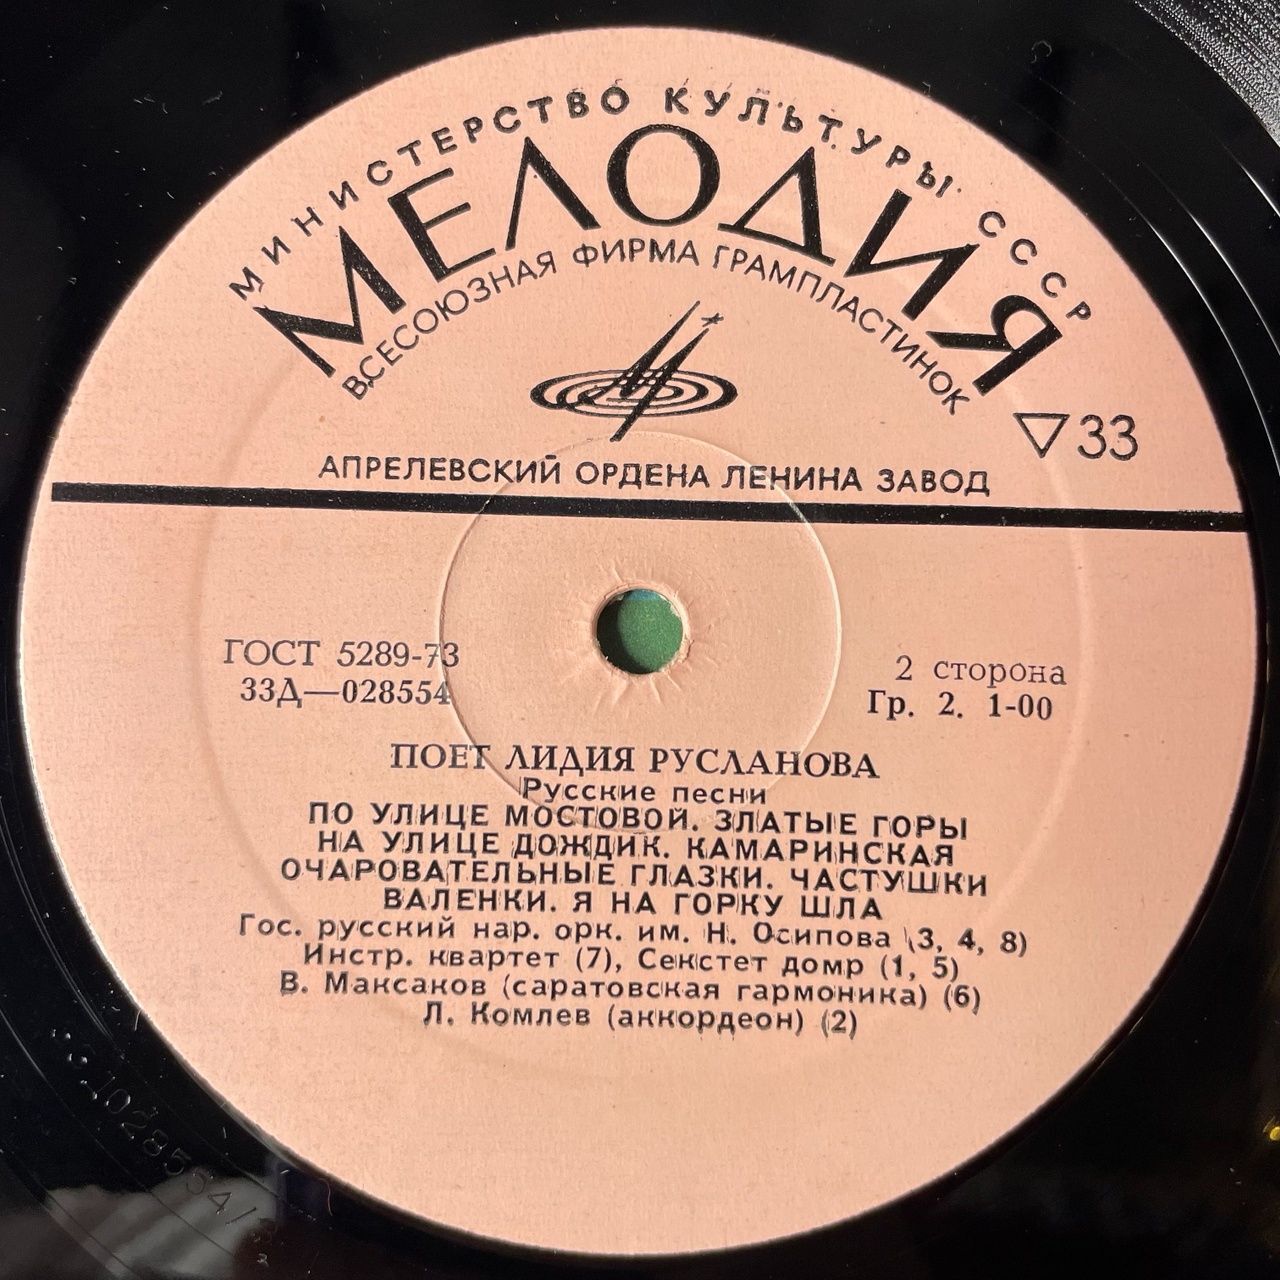 МИНИСТЕРСТВО КУЛЬТУРЫ СССР
МЕЛОДИЯ
ВСЕСОЮЗНАЯ ФИРМА ГРАМПЛАСТИНОК
33
АПРЕЛЕВСКИЙ ОРДЕНА ЛЕНИНА ЗАВОД
ГОСТ 5289-73
33Д—028554
2 сторона
Гр. 2. 1-00
ПОЕТ ЛИДИЯ РУСЛАНОВА
Русские песни
ПО УЛИЦЕ МОСТОВОЙ. ЗЛАТЫЕ ГОРЫ
НА УЛИЦЕ ДОЖДИК. КАМАРИНСКАЯ
ОЧАРОВАТЕЛЬНЫЕ ГЛАЗКИ. ЧАСТУШКИ
ВАЛЕНКИ. Я НА ГОРКУ ШЛА
Гос. русский нар. орк. им. Н. Осипова (3, 4, 8)
Инстр. квартет (7), Секстет домр (1, 5)
В. Максаков (саратовская гармоника) (6)
Л. Комлев (аккордеон) (2)